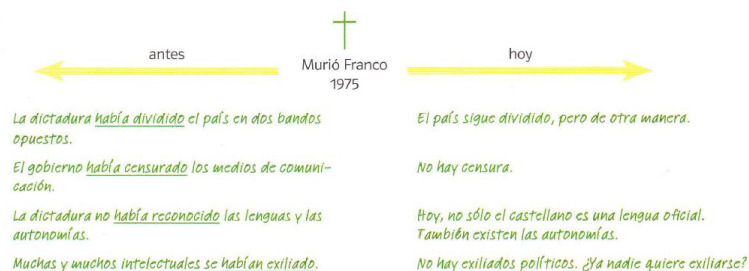 antes
Murió Franco
1975
hoy
La dictadura había dividido el país en dos bandos
opuestos.
El país sigue dividido, pero de otra manera.
El gobierno había censurado los medios de comuni-
cación.
No hay censura.
La dictadura no había reconocido las lenguas y las
autonomías.
Hoy, no sólo el castellano es una lengua oficial.
También existen las autonomías.
Muchas y muchos intelectuales se habían exiliado.
No hay exiliados políticos. ¿Ya nadie quiere exiliarse?